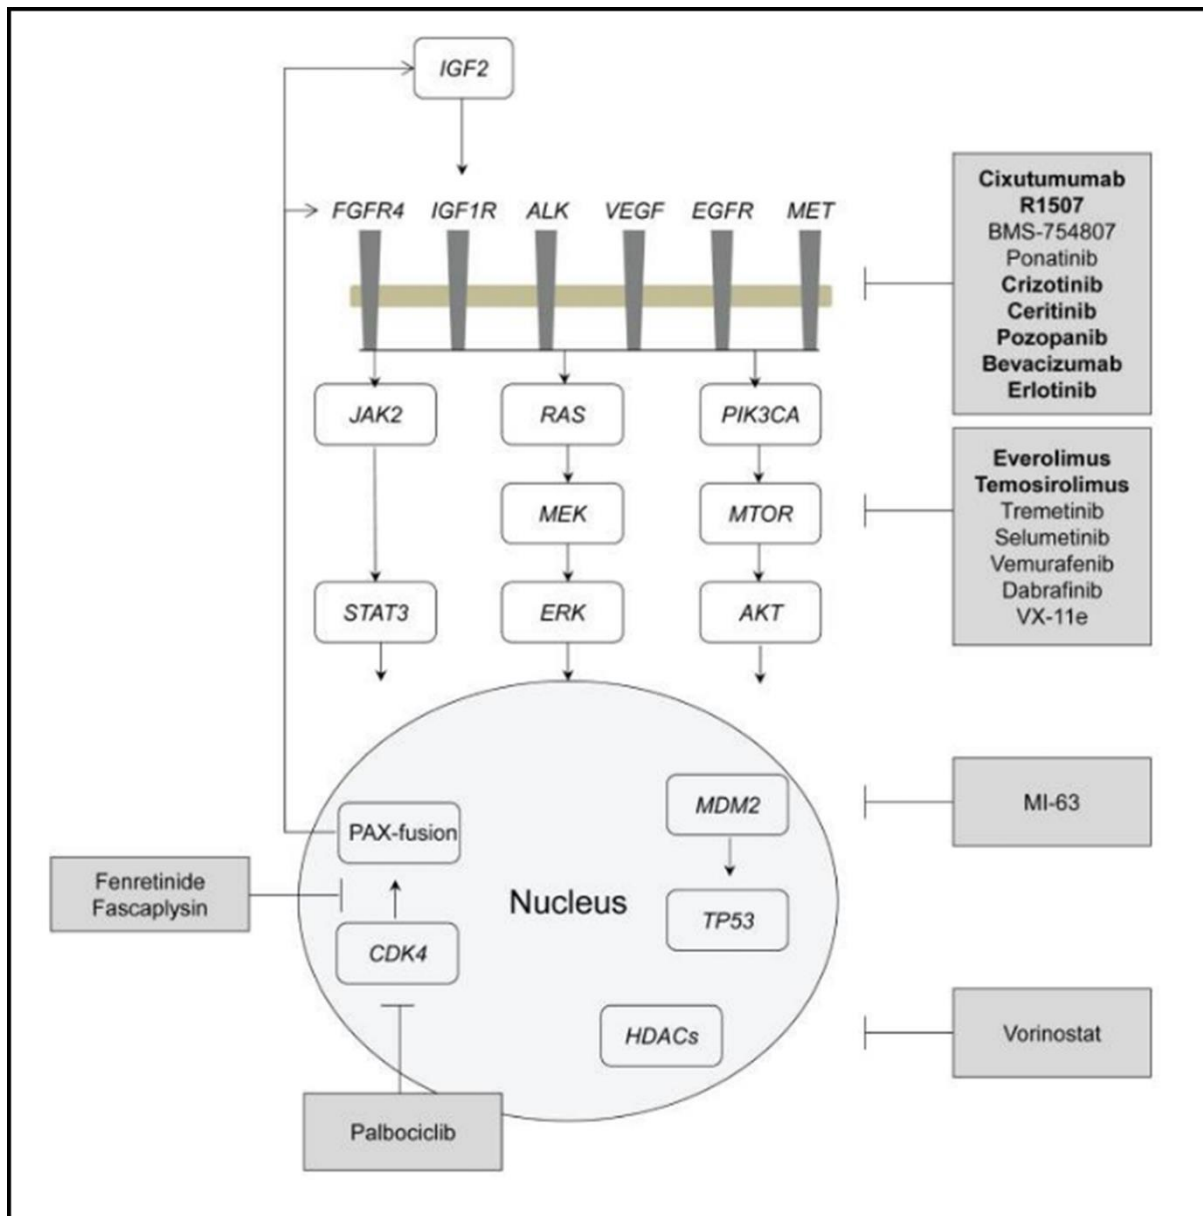 IGF2
FGFR4 IGF1R ALK VEGF EGFR MET
Cixutumumab
R1507
BMS-754807
Ponatinib
Crizotinib
Ceritinib
Pozopanib
Bevacizumab
Erlotinib
JAK2 RAS PIK3CA
MEK MTOR
STAT3 ERK AKT
Everolimus
Temosirolimus
Tremetinib
Selumetinib
Vemurafenib
Dabrafinib
VX-11e
MDM2
MI-63
PAX-fusion
Fenretinide
Fascaplysin
Nucleus
TP53
CDK4
HDACs
Vorinostat
Palbociclib